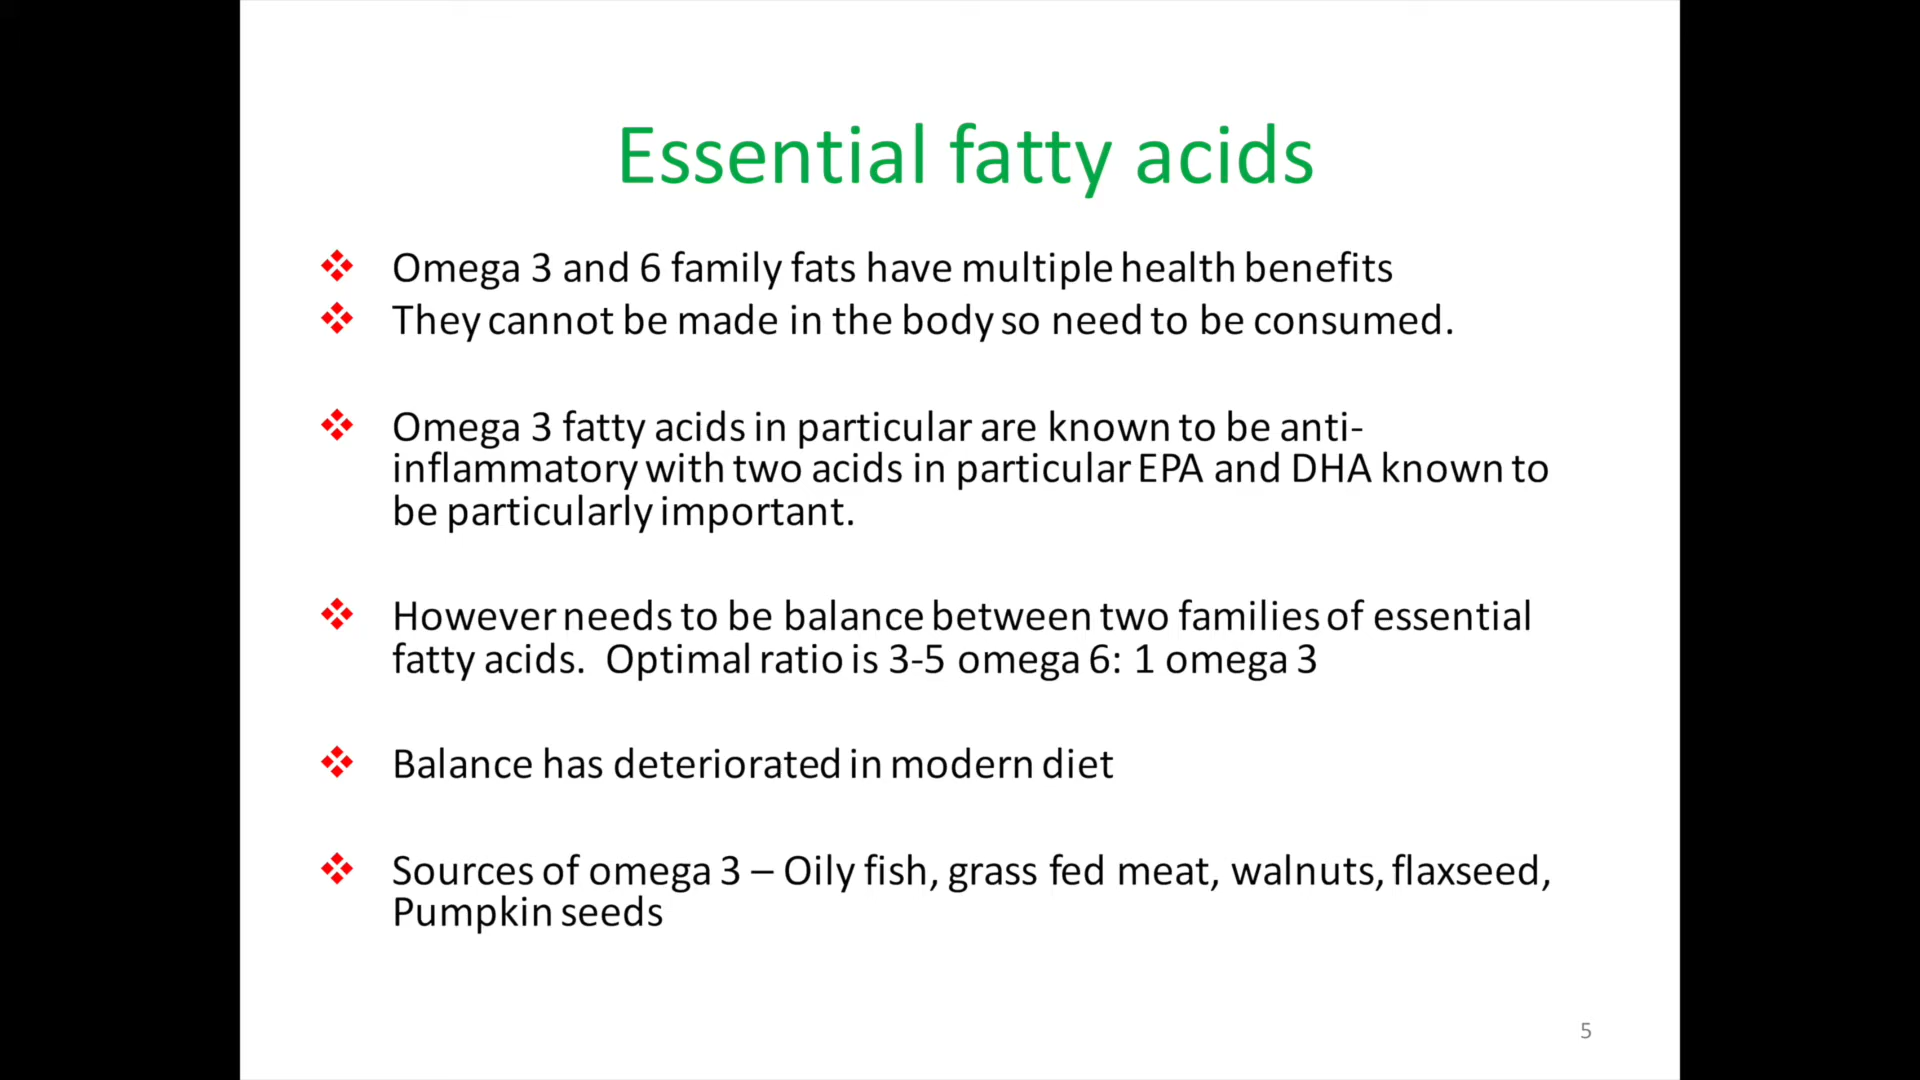 Essential fatty acids
Omega 3 and 6 family fats have multiple health benefits
They cannot be made in the body so need to be consumed.
Omega 3 fatty acids in particular are known to be anti-
inflammatory with two acids in particular EPA and DHA known to
be particularly important.
However needs to be balance between two families of essential
fatty acids.  Optimal ratio is 3-5 omega 6: 1 omega 3
Balance has deteriorated in modern diet
Sources of omega 3 – Oily fish, grass fed meat, walnuts, flaxseed,
Pumpkin seeds
5